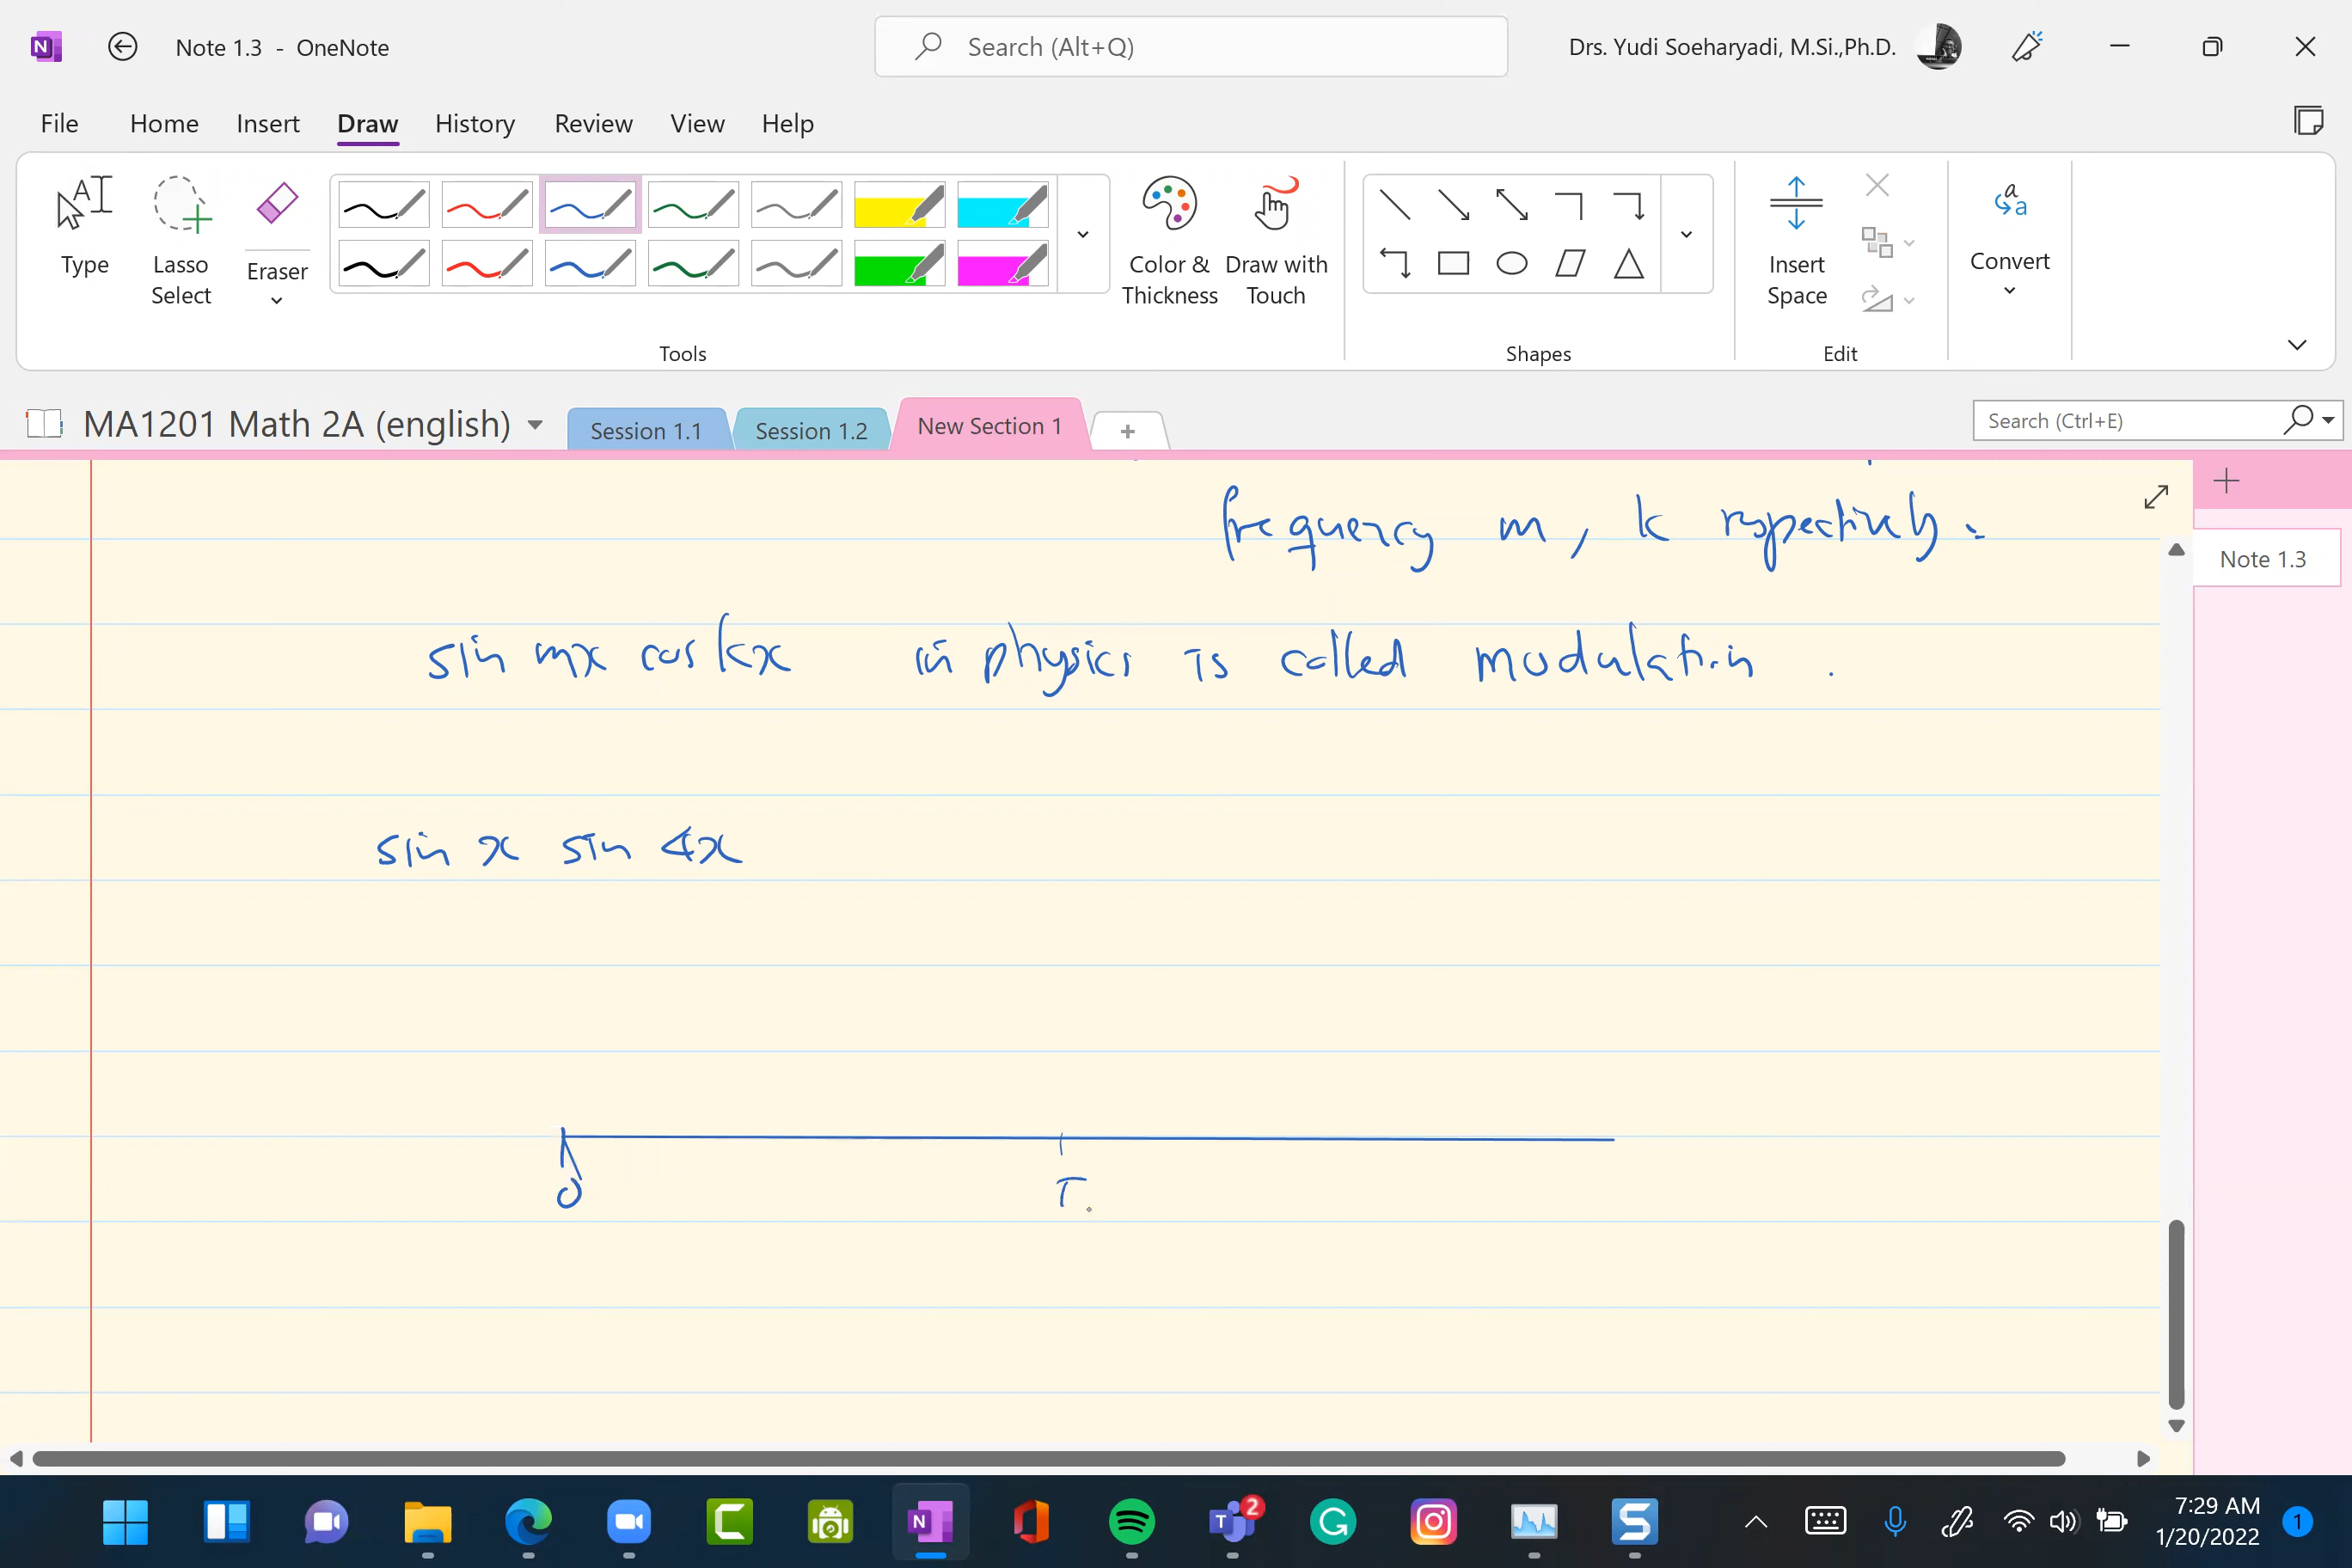 Note 1.3 - OneNote
Search (Alt+Q)
Drs. Yudi Soeharyadi, M.Si.,Ph.D.
File Home Insert Draw History Review View Help
Type
Lasso Select
Eraser
Color & Thickness
Draw with Touch
Insert Space
Convert
Tools
Shapes
Edit
MA1201 Math 2A (english)
Session 1.1
Session 1.2
New Section 1
Search (Ctrl+E)
Note 1.3
frequency m, k respectively.
sin mx cos kx in physics is called modulation .
sin x sin 4x
0
7:29 AM
1/20/2022
2
1